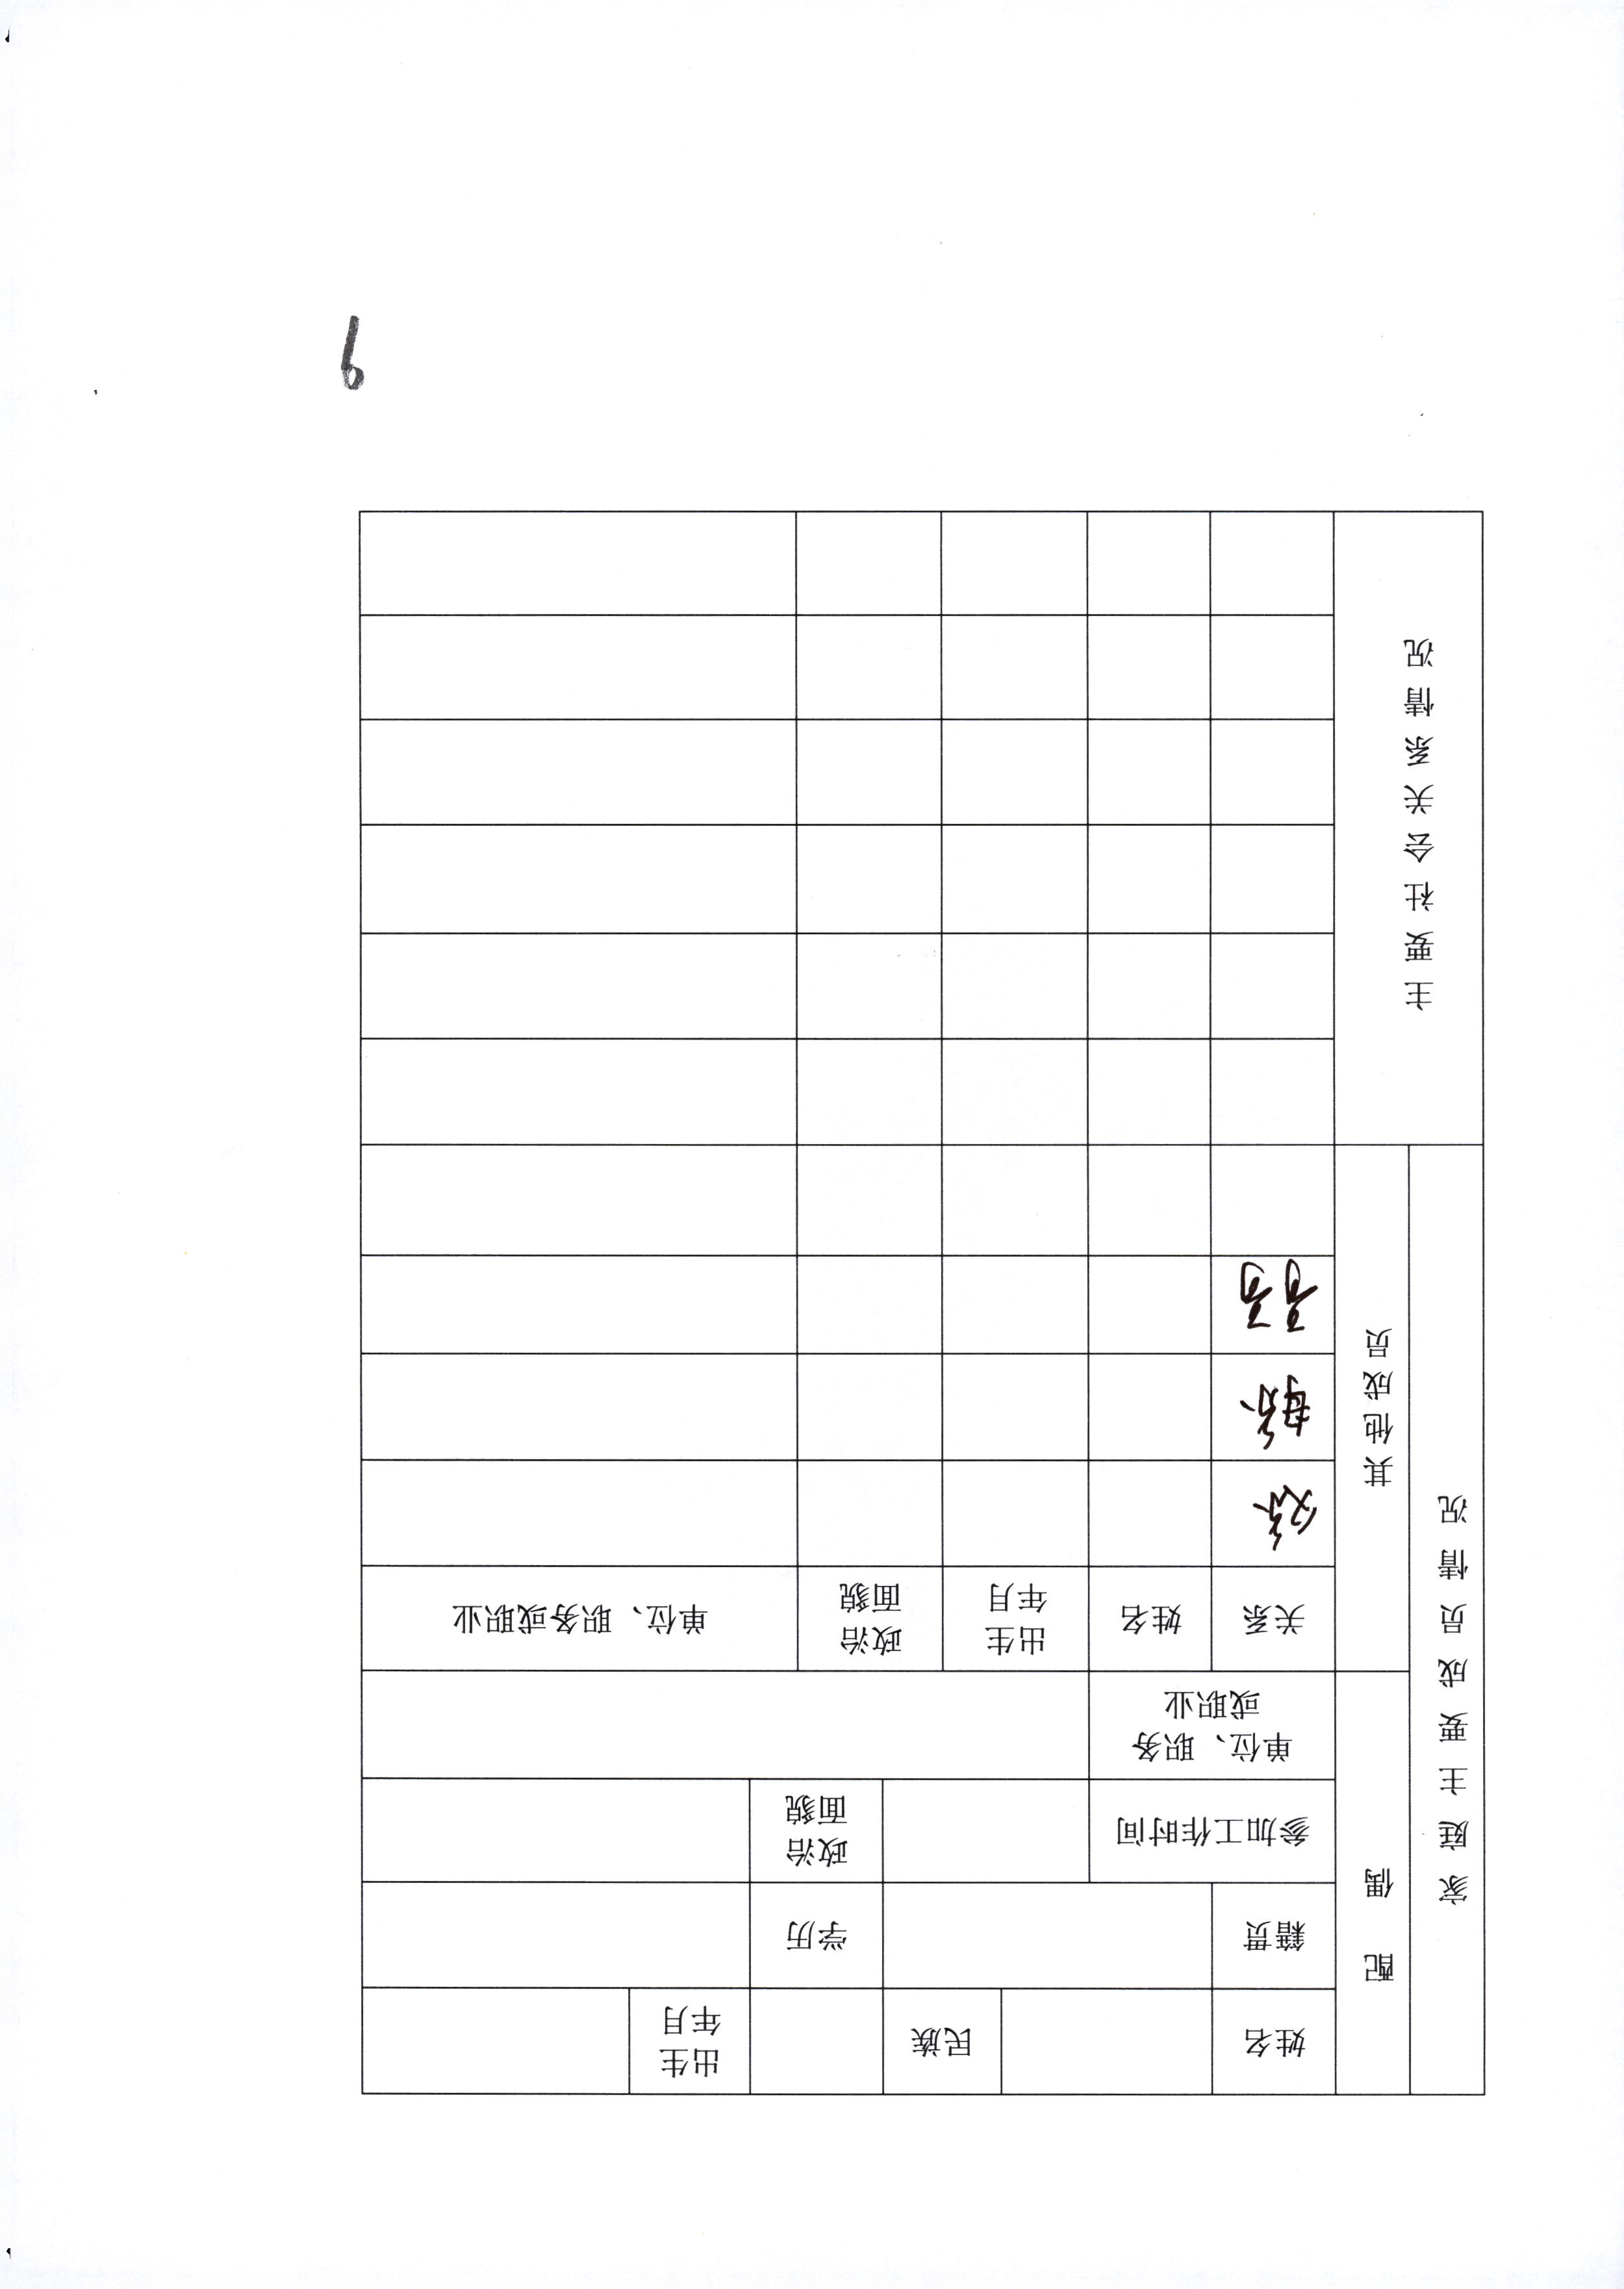 家庭主要成员情况
配偶
姓名
民族
出生
年月
籍贯
学历
参加工作时间
政治
面貌
单位、职务
或职业
其他成员
关系
姓名
出生
年月
政治
面貌
单位、职务或职业
父亲
母亲
哥哥
主要社会关系情况
9